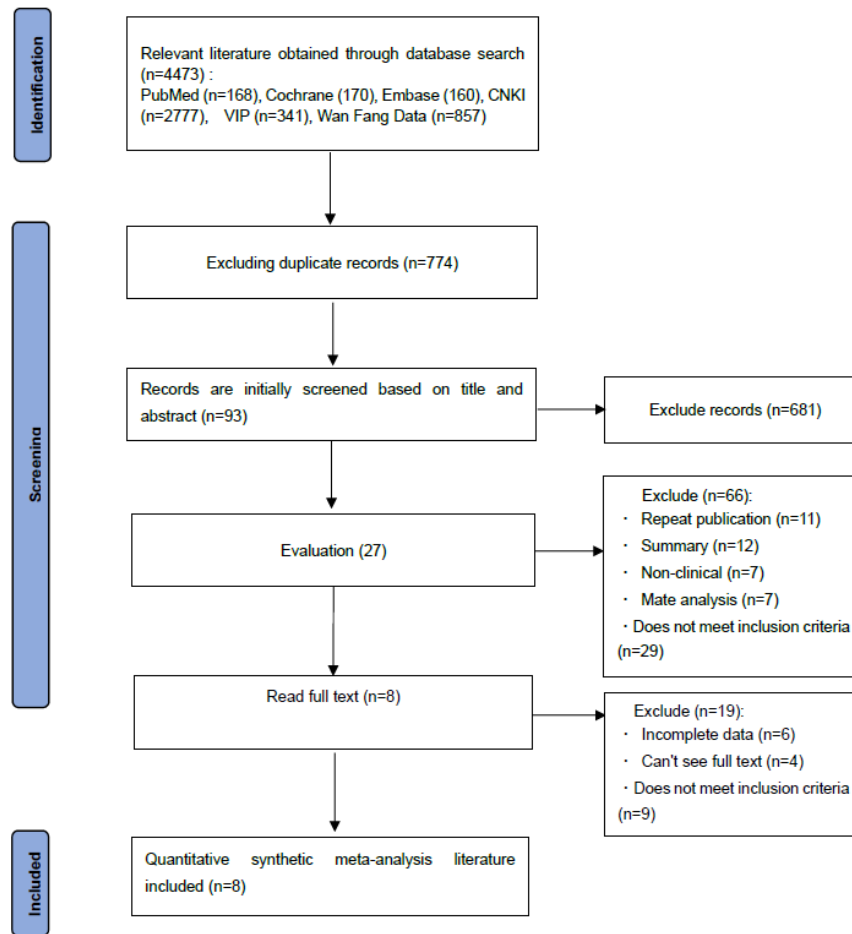 Identification
Relevant literature obtained through database search
(n=4473) :
PubMed (n=168), Cochrane (170), Embase (160), CNKI
(n=2777), VIP (n=341), Wan Fang Data (n=857)
Screening
Excluding duplicate records (n=774)
Records are initially screened based on title and
abstract (n=93)
Exclude records (n=681)
Evaluation (27)
Exclude (n=66):
· Repeat publication (n=11)
· Summary (n=12)
· Non-clinical (n=7)
· Mate analysis (n=7)
· Does not meet inclusion criteria
(n=29)
Read full text (n=8)
Exclude (n=19):
· Incomplete data (n=6)
· Can't see full text (n=4)
· Does not meet inclusion criteria
(n=9)
Included
Quantitative synthetic meta-analysis literature
included (n=8)